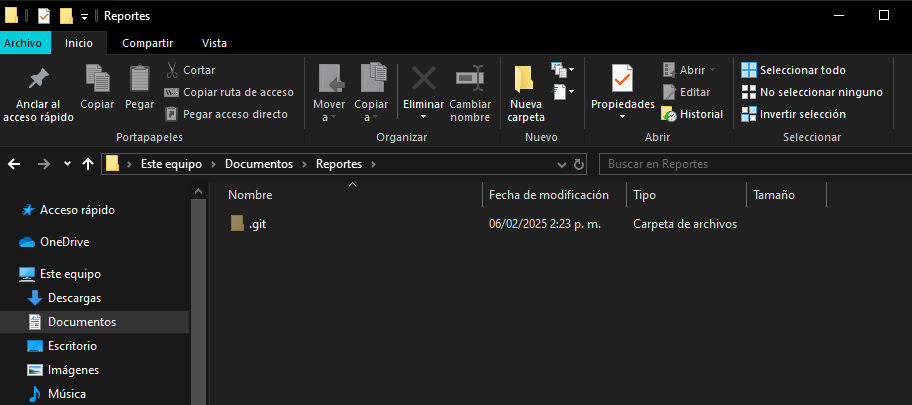 Reportes
Archivo Inicio Compartir Vista
Anclar al acceso rápido
Copiar
Pegar
Cortar
Copiar ruta de acceso
Pegar acceso directo
Portapapeles
Mover a
Copiar a
Eliminar
Cambiar nombre
Organizar
Nueva carpeta
Nuevo
Propiedades
Abrir
Editar
Historial
Abrir
Seleccionar todo
No seleccionar ninguno
Invertir selección
Seleccionar
Este equipo Documentos Reportes
Buscar en Reportes
Acceso rápido
OneDrive
Este equipo
Descargas
Documentos
Escritorio
Imágenes
Música
Nombre Fecha de modificación Tipo Tamaño
.git 06/02/2025 2:23 p. m. Carpeta de archivos